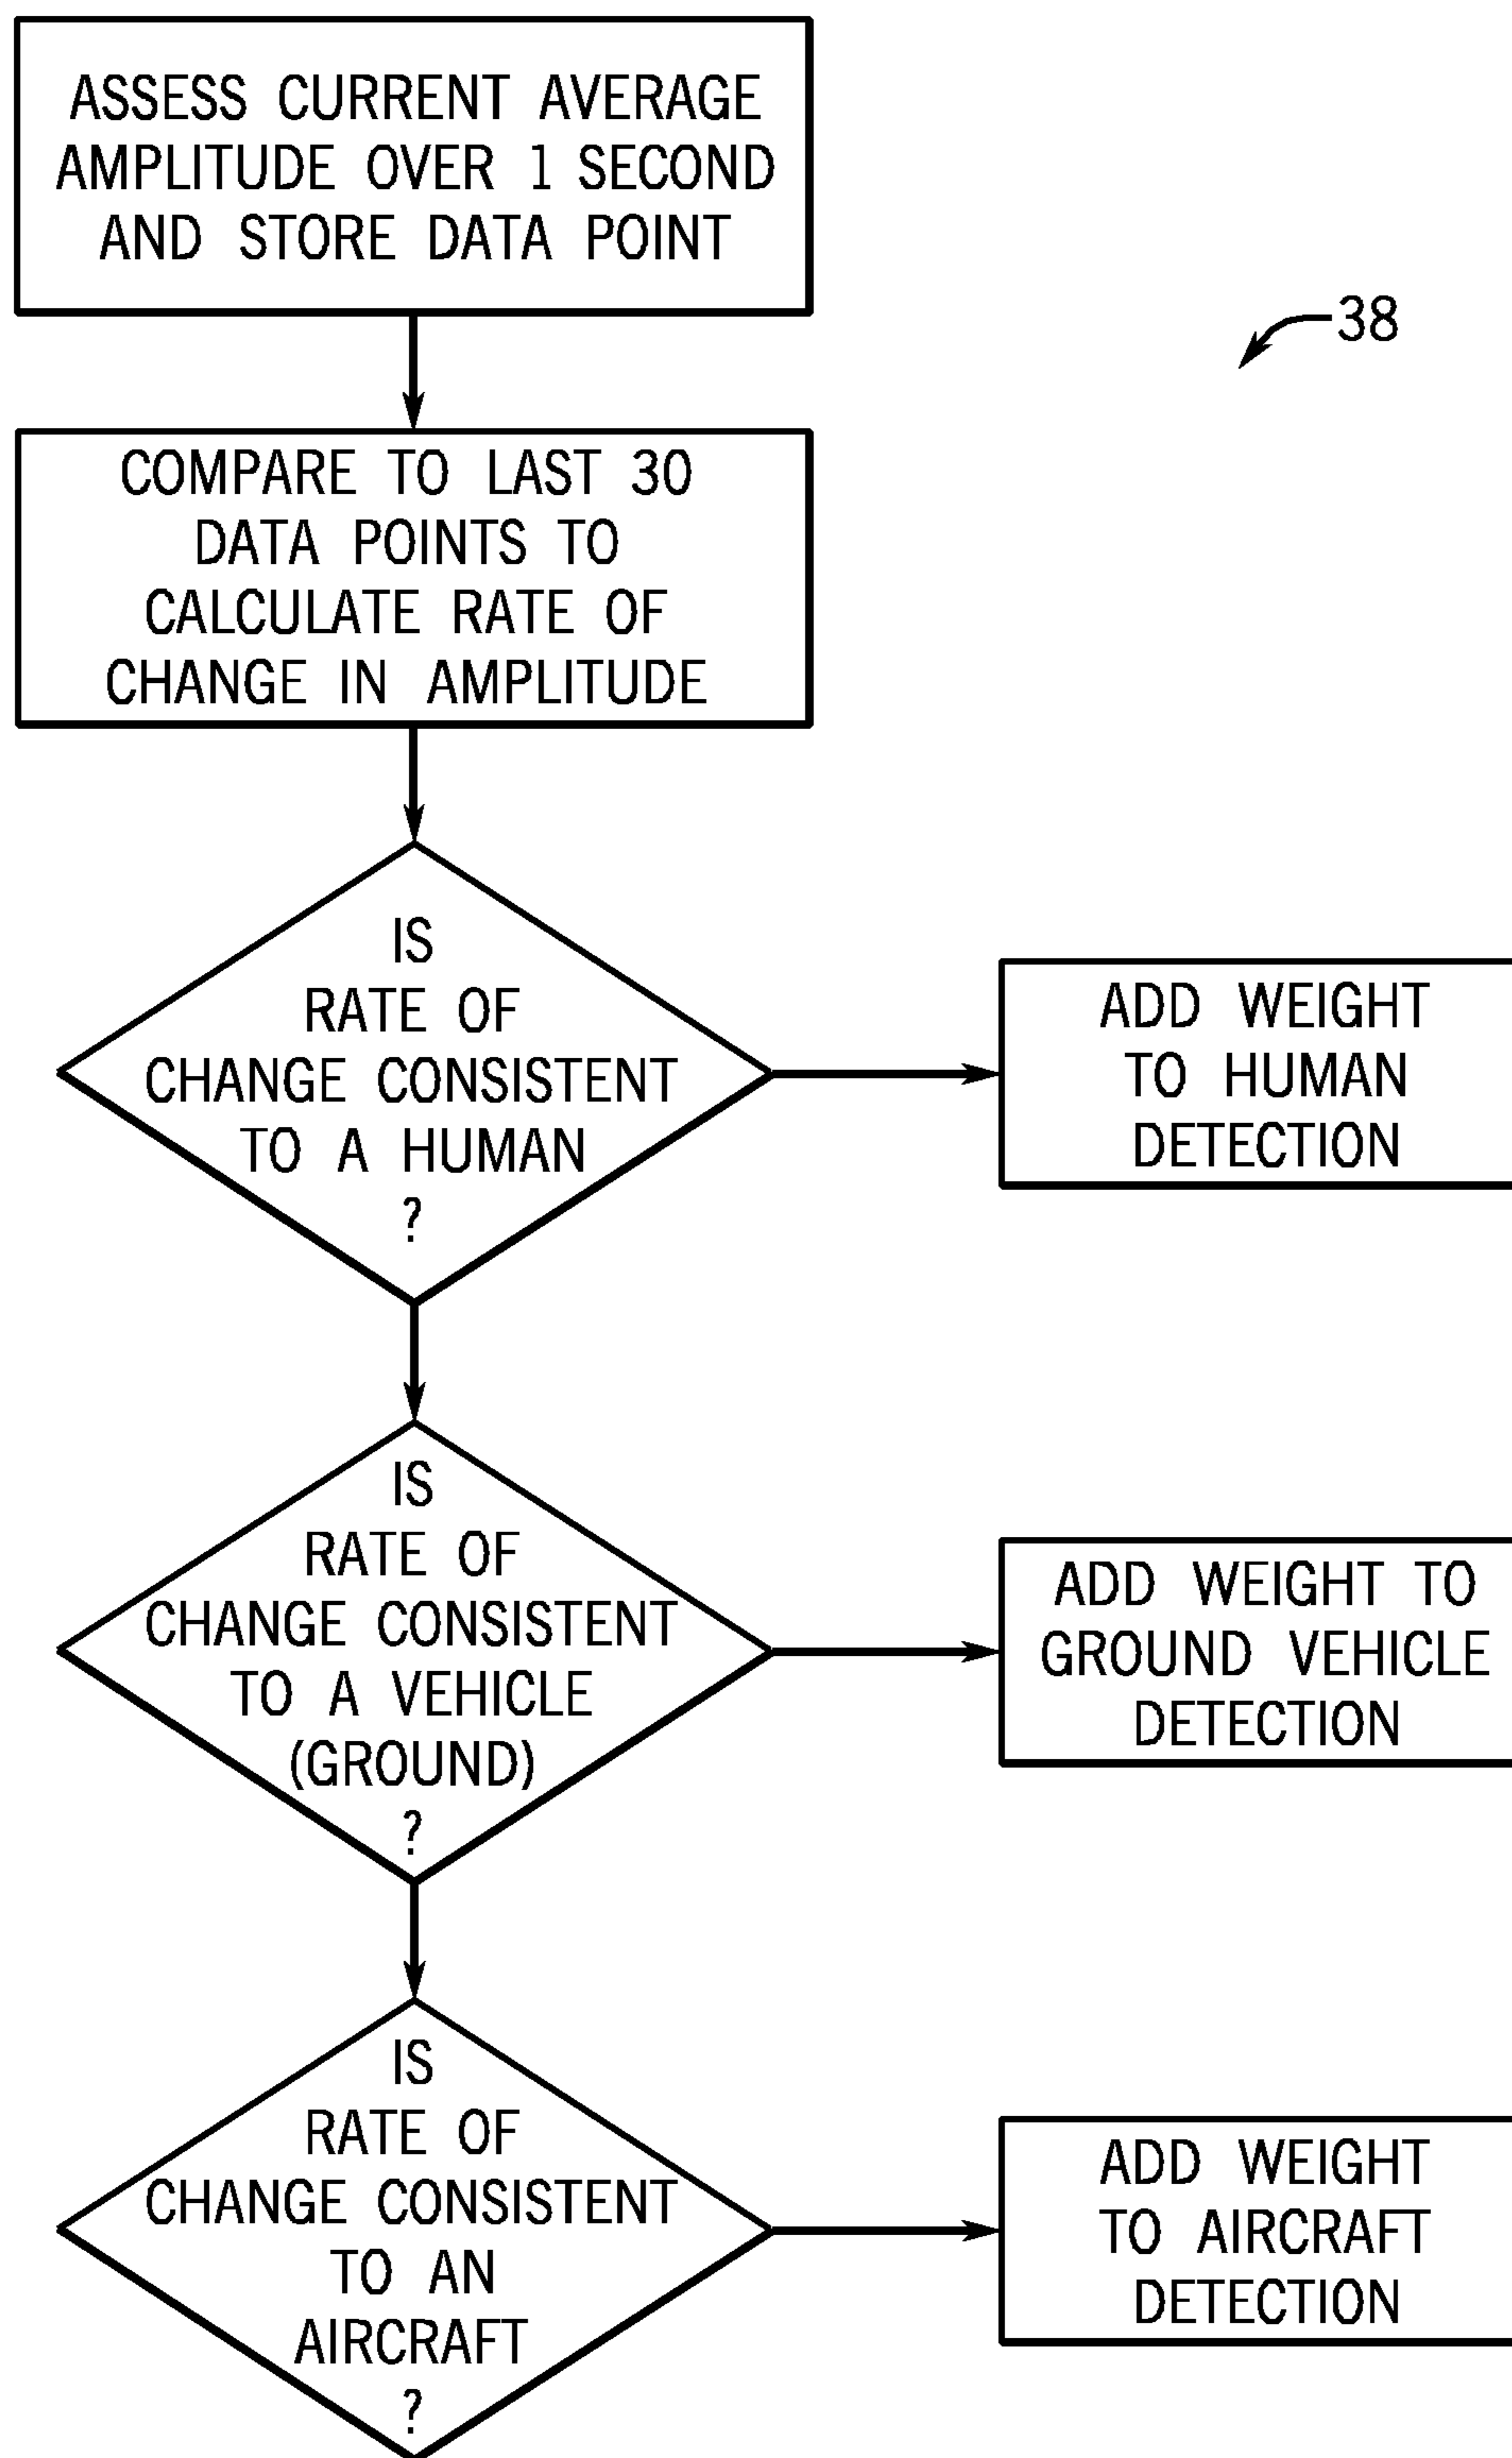 ASSESS CURRENT AVERAGE
AMPLITUDE OVER 1 SECOND
AND STORE DATA POINT
38
COMPARE TO LAST 30
DATA POINTS TO
CALCULATE RATE OF
CHANGE IN AMPLITUDE
IS
RATE OF
CHANGE CONSISTENT
TO A HUMAN
?
ADD WEIGHT
TO HUMAN
DETECTION
IS
RATE OF
CHANGE CONSISTENT
TO A VEHICLE
(GROUND)
?
ADD WEIGHT TO
GROUND VEHICLE
DETECTION
IS
RATE OF
CHANGE CONSISTENT
TO AN
AIRCRAFT
?
ADD WEIGHT
TO AIRCRAFT
DETECTION